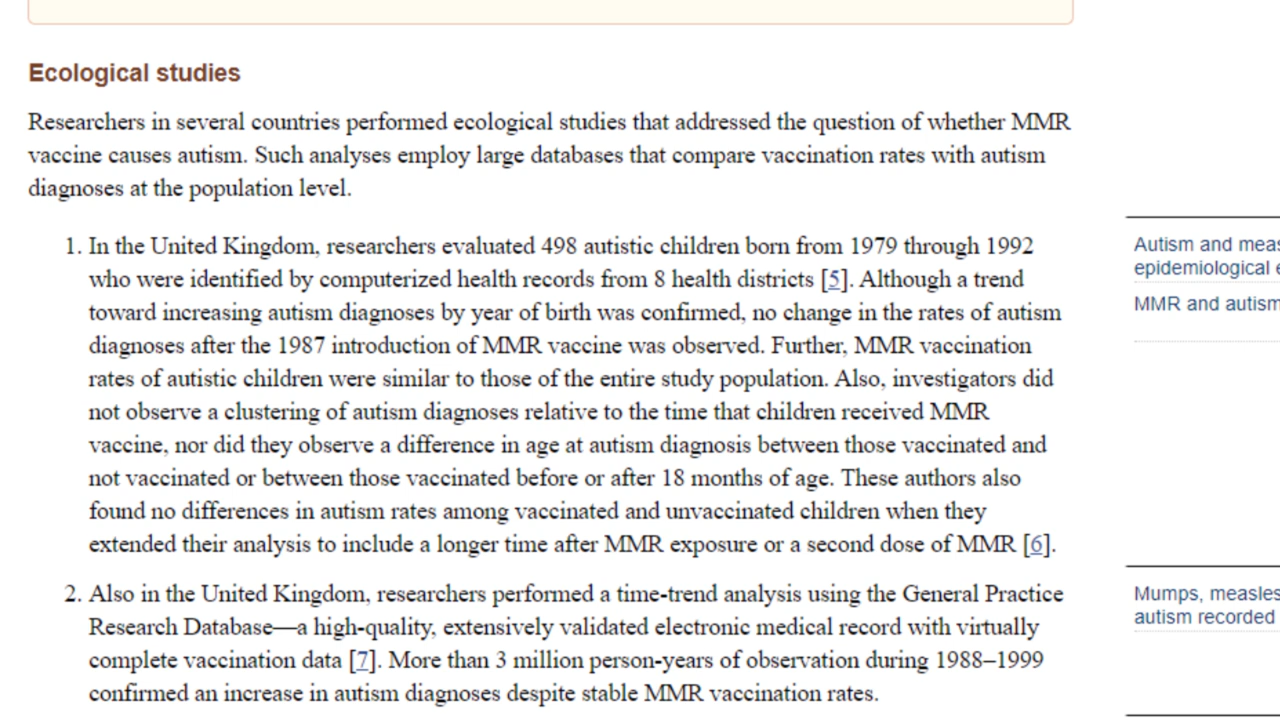 Ecological studies
Researchers in several countries performed ecological studies that addressed the question of whether MMR
vaccine causes autism. Such analyses employ large databases that compare vaccination rates with autism
diagnoses at the population level.
1. In the United Kingdom, researchers evaluated 498 autistic children born from 1979 through 1992
who were identified by computerized health records from 8 health districts [5]. Although a trend
toward increasing autism diagnoses by year of birth was confirmed, no change in the rates of autism
diagnoses after the 1987 introduction of MMR vaccine was observed. Further, MMR vaccination
rates of autistic children were similar to those of the entire study population. Also, investigators did
not observe a clustering of autism diagnoses relative to the time that children received MMR
vaccine, nor did they observe a difference in age at autism diagnosis between those vaccinated and
not vaccinated or between those vaccinated before or after 18 months of age. These authors also
found no differences in autism rates among vaccinated and unvaccinated children when they
extended their analysis to include a longer time after MMR exposure or a second dose of MMR [6].
2. Also in the United Kingdom, researchers performed a time-trend analysis using the General Practice
Research Database—a high-quality, extensively validated electronic medical record with virtually
complete vaccination data [7]. More than 3 million person-years of observation during 1988–1999
confirmed an increase in autism diagnoses despite stable MMR vaccination rates.
Autism and meas
epidemiological e
MMR and autism
Mumps, measles
autism recorded